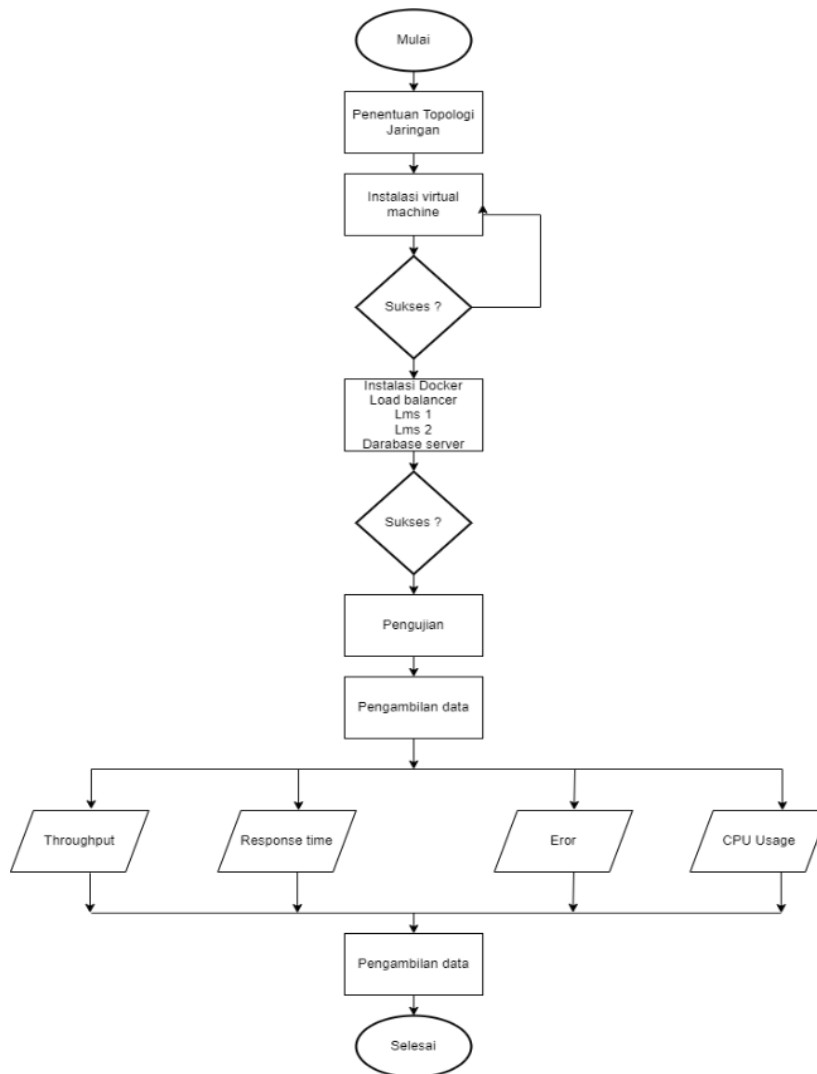 Mulai
Penentuan Topologi
Jaringan
Instalasi virtual
machine
Sukses ?
Instalasi Docker
Load balancer
Lms 1
Lms 2
Darabase server
Sukses ?
Pengujian
Pengambilan data
Throughput
Response time
Eror
CPU Usage
Pengambilan data
Selesai